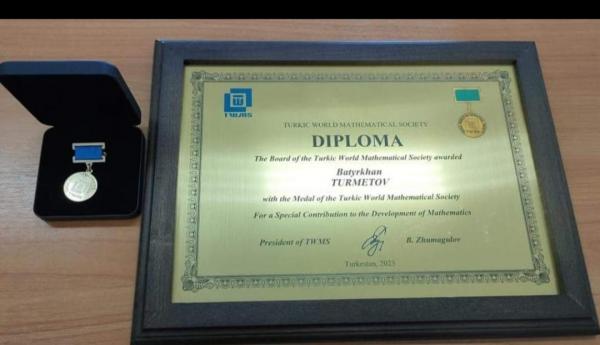 TWMS
TURKIC WORLD MATHEMATICAL SOCIETY
DIPLOMA
The Board of the Turkic World Mathematical Society awarded
Batyrkhan
TURMETOV
with the Medal of the Turkic World Mathematical Society
For a Special Contribution to the Development of Mathematics
President of TWMS B. Zhumagulov
Turkestan, 2023